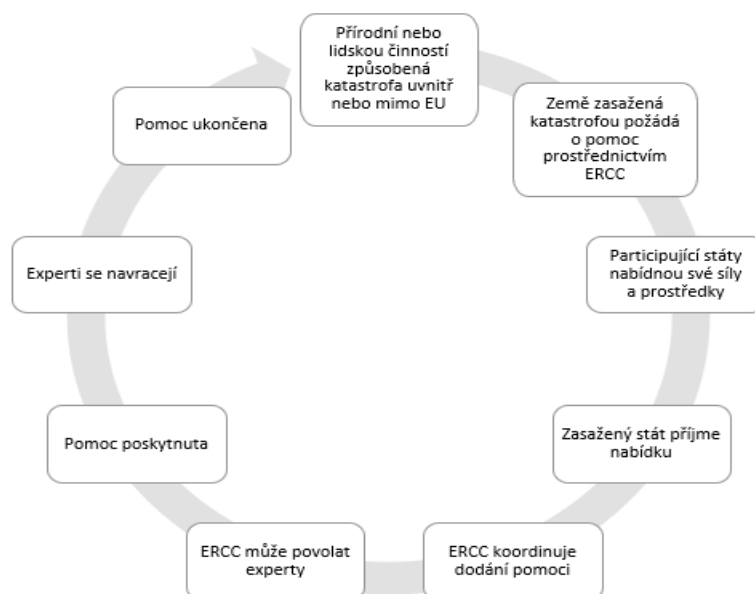 Přírodní nebo
lidskou činností
způsobená
katastrofa uvnitř
nebo mimo EU
Země zasažená
katastrofou požádá
o pomoc
prostřednictvím
ERCC
Participující státy
nabídnou své síly
a prostředky
Zasažený stát příjme
nabídku
ERCC koordinuje
dodání pomoci
ERCC může povolat
experty
Pomoc poskytnuta
Experti se navracejí
Pomoc ukončena